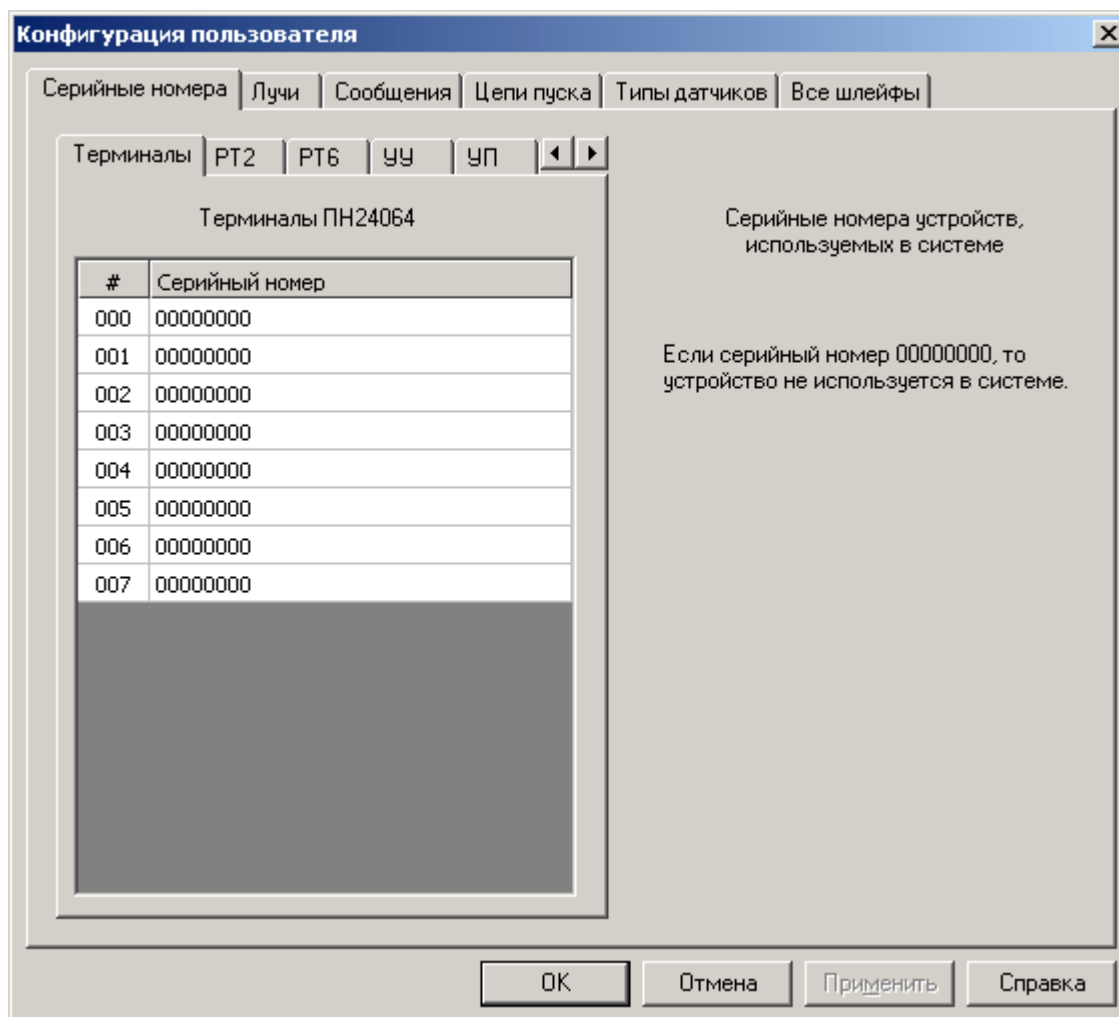 Конфигурация пользователя
Серийные номера Лучи Сообщения Цепи пуска Типы датчиков Все шлейфы
Терминалы РТ2 РТ6 УУ УП
Терминалы ПН24064
# Серийный номер
000 00000000
001 00000000
002 00000000
003 00000000
004 00000000
005 00000000
006 00000000
007 00000000
Серийные номера устройств,
используемых в системе
Если серийный номер 00000000, то
устройство не используется в системе.
OK Отмена Применить Справка